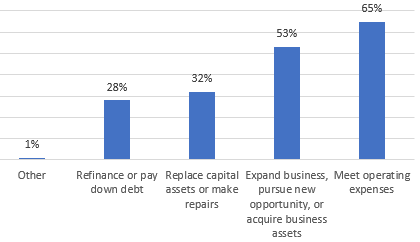 65%
53%
32%
28%
1%
Other
Refinance or pay
down debt
Replace capital
assets or make
repairs
Expand business,
pursue new
opportunity, or
acquire business
assets
Meet operating
expenses